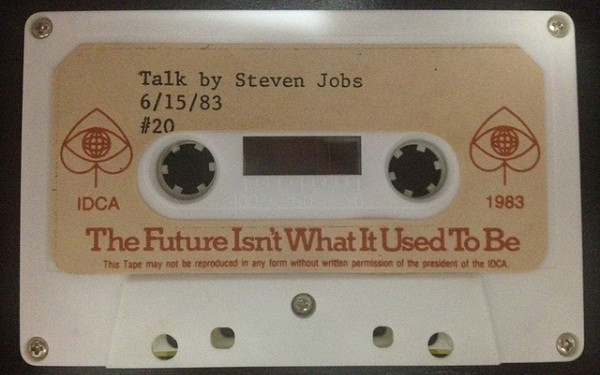 Talk by Steven Jobs
6/15/83
#20
IDCA
1983
The Future Isn't What It Used To Be
This Tape may not be reproduced in any form without written permission of the president of the IDCA.